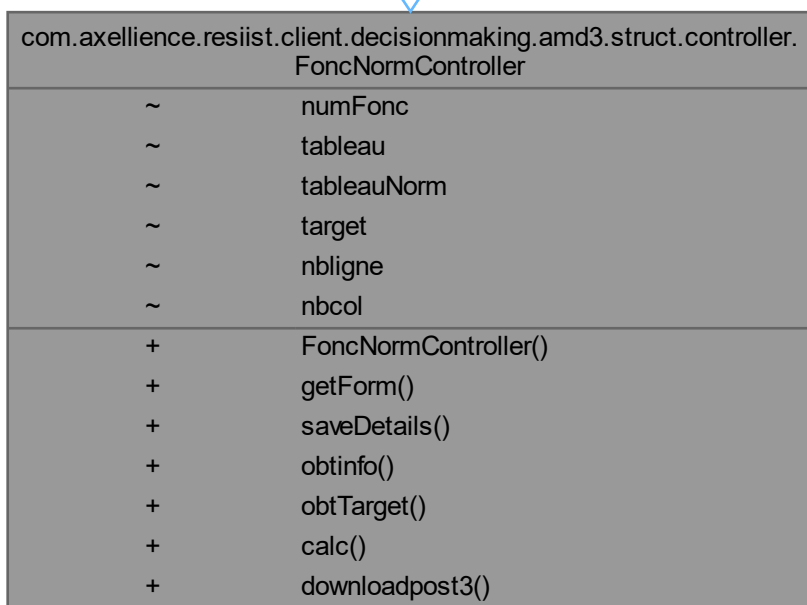 com.axellience.resiist.client.decisionmaking.amd3.struct.controller.
FoncNormController
~ numFonc
~ tableau
~ tableauNorm
~ target
~ nbligne
~ nbcol
+ FoncNormController()
+ getForm()
+ saveDetails()
+ obtinfo()
+ obtTarget()
+ calc()
+ downloadpost3()